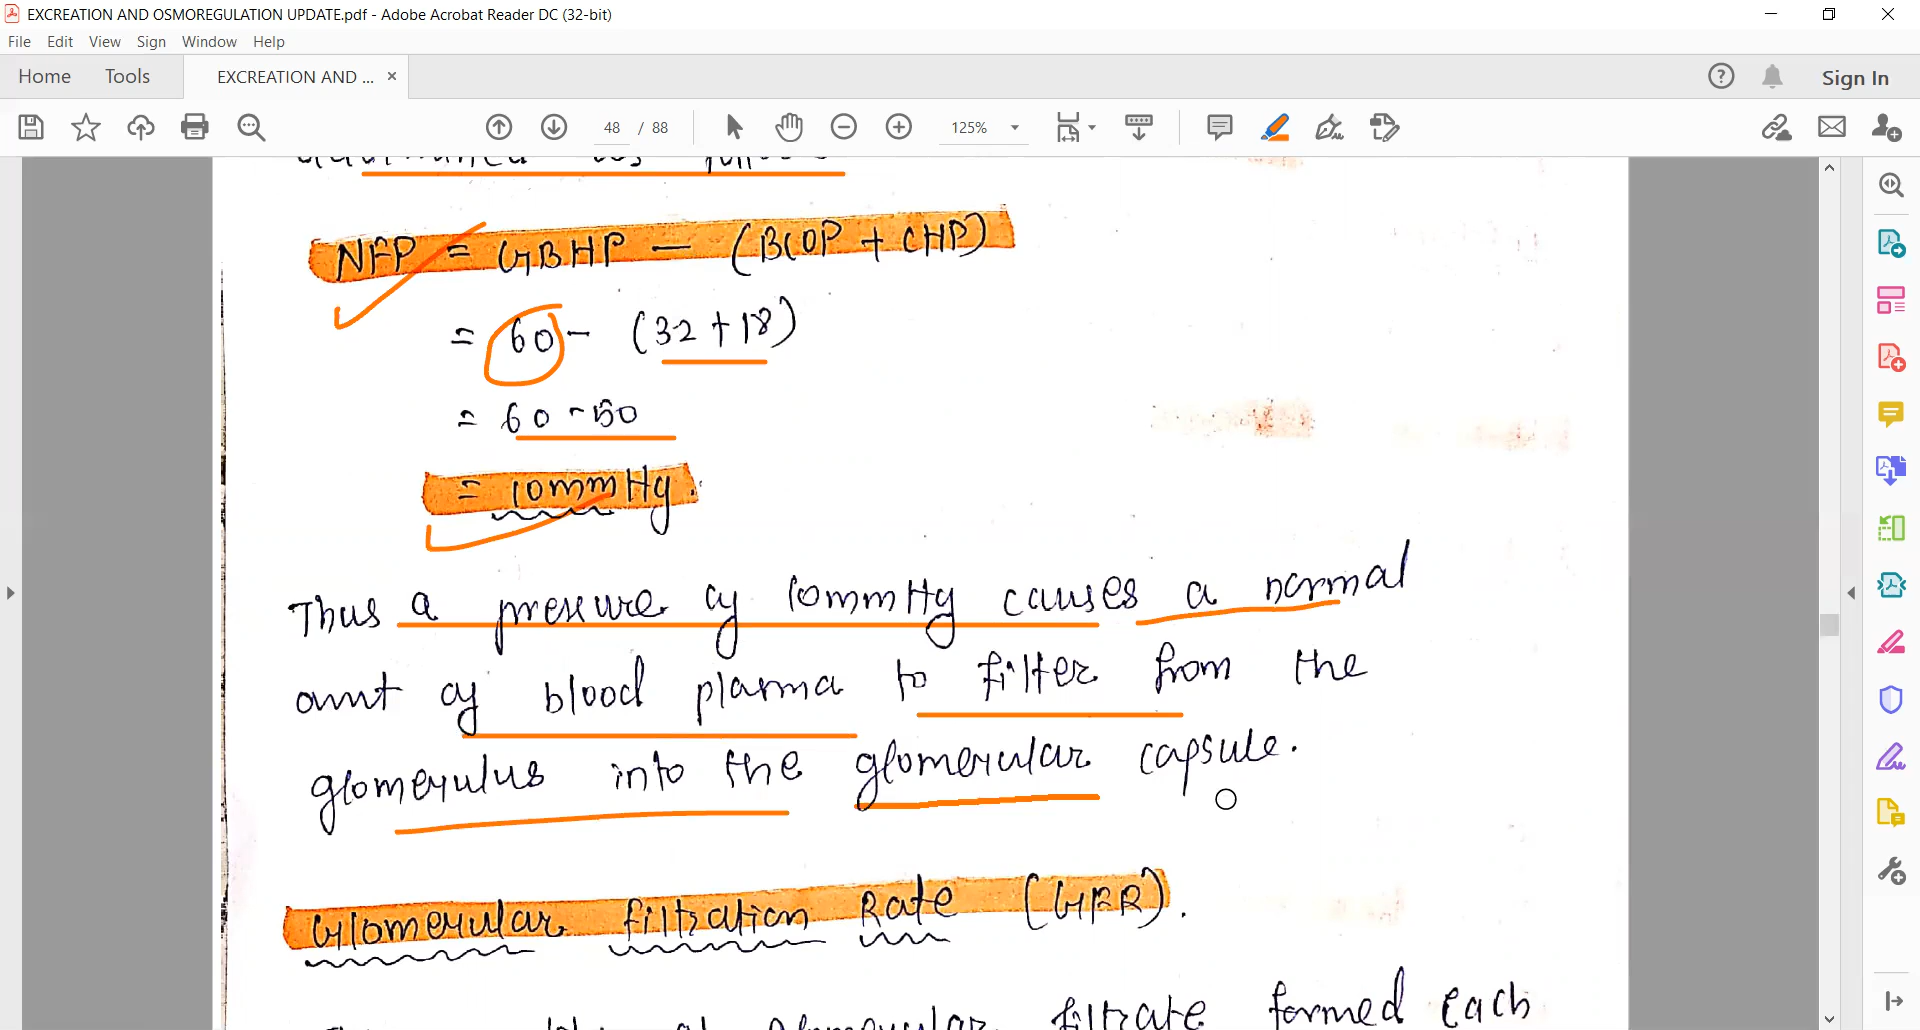 EXCREATION AND OSMOREGULATION UPDATE.pdf - Adobe Acrobat Reader DC (32-bit)
File Edit View Sign Window Help
Home Tools EXCREATION AND ... × Sign In
48 / 88 125%
NFP = GBHP - (BCOP + CHP)
= 60 - (32 + 18)
= 60 - 50
= 10mmHg.
Thus a pressure of 10mmHg causes a normal
amt of blood plasma to filter from the
glomerulus into the glomerular capsule.
Glomerular filtration Rate (GFR).
glomerular filtrate formed each